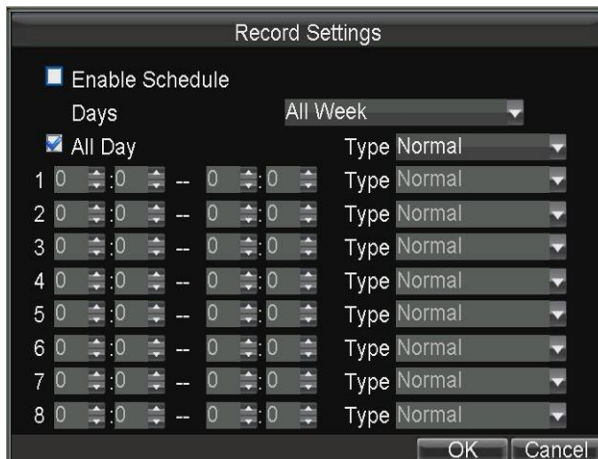 Record Settings
Enable Schedule
Days All Week
All Day Type Normal
1 0 :0 -- 0 :0 Type Normal
2 0 :0 -- 0 :0 Type Normal
3 0 :0 -- 0 :0 Type Normal
4 0 :0 -- 0 :0 Type Normal
5 0 :0 -- 0 :0 Type Normal
6 0 :0 -- 0 :0 Type Normal
7 0 :0 -- 0 :0 Type Normal
8 0 :0 -- 0 :0 Type Normal
OK Cancel